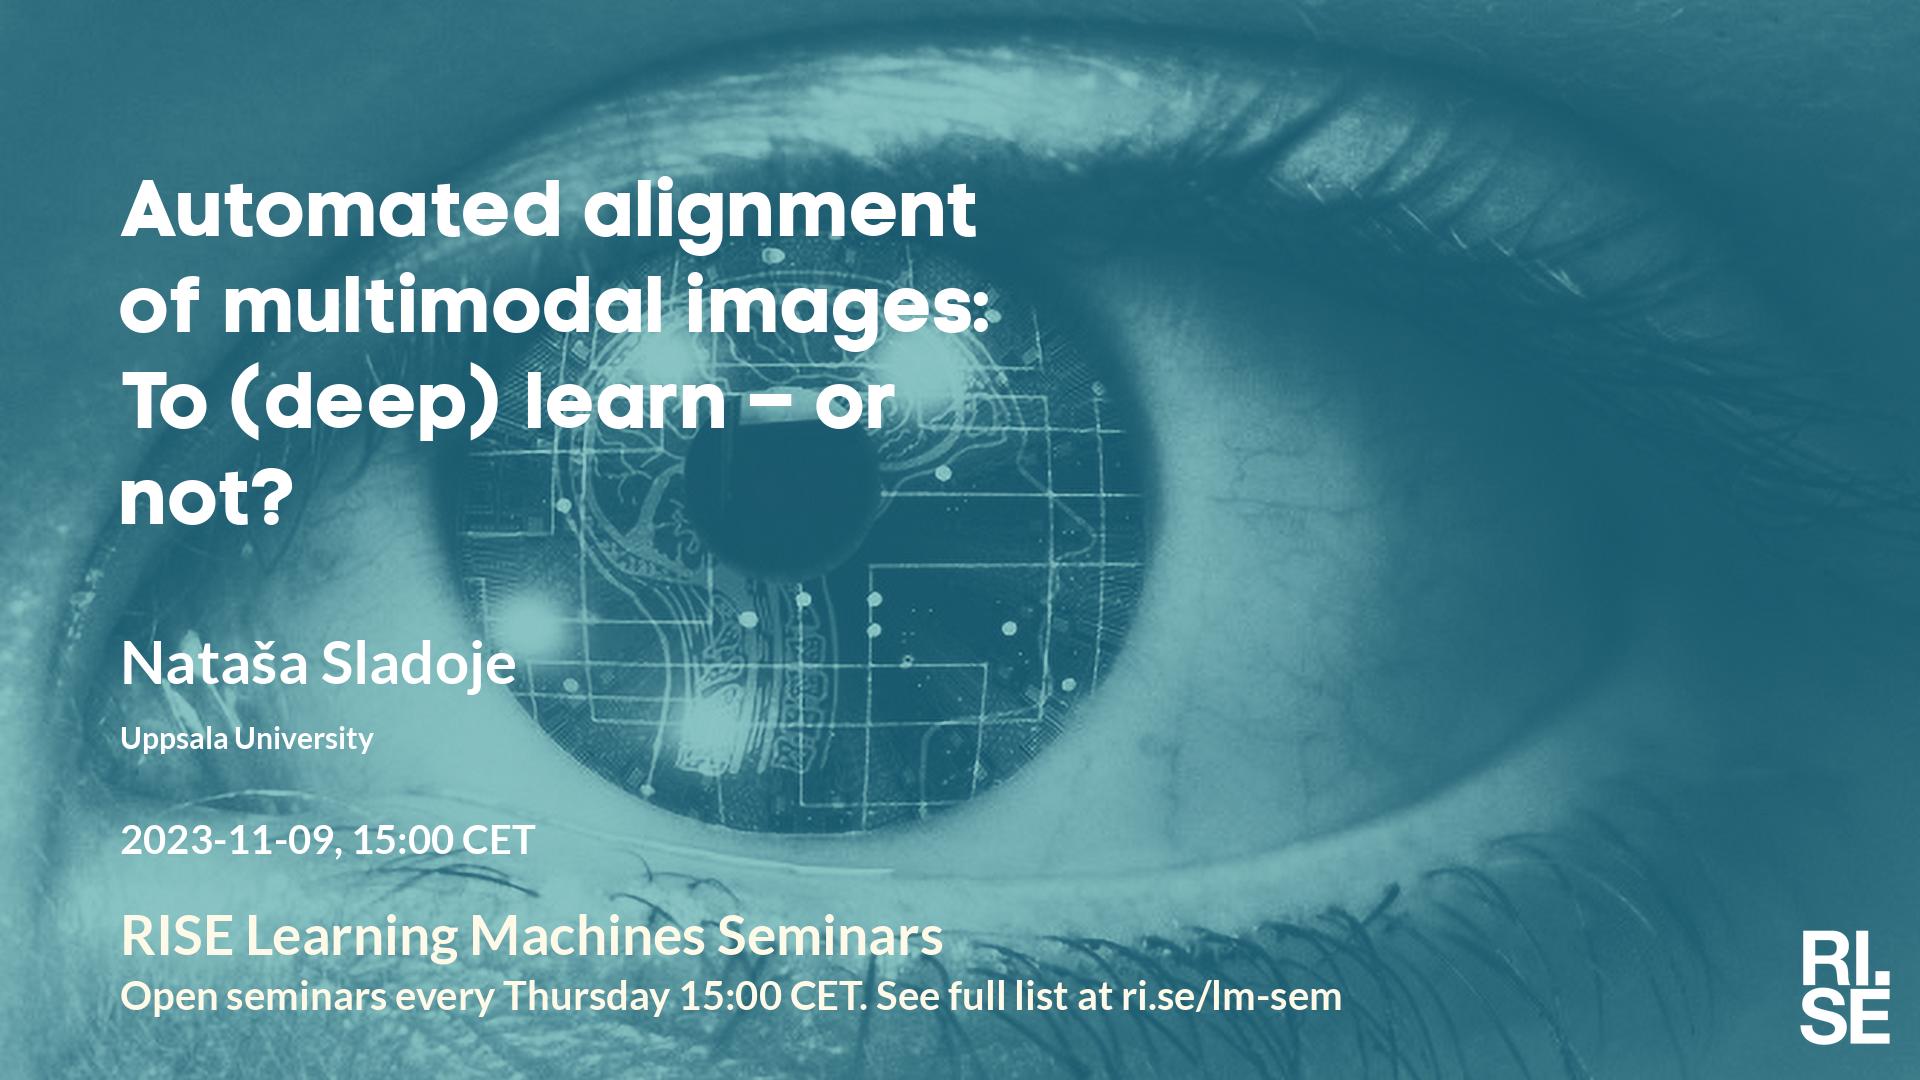 Automated alignment
of multimodal images:
To (deep) learn – or
not?
Nataša Sladoje
Uppsala University
2023-11-09, 15:00 CET
RISE Learning Machines Seminars
Open seminars every Thursday 15:00 CET. See full list at ri.se/lm-sem
RI.
SE